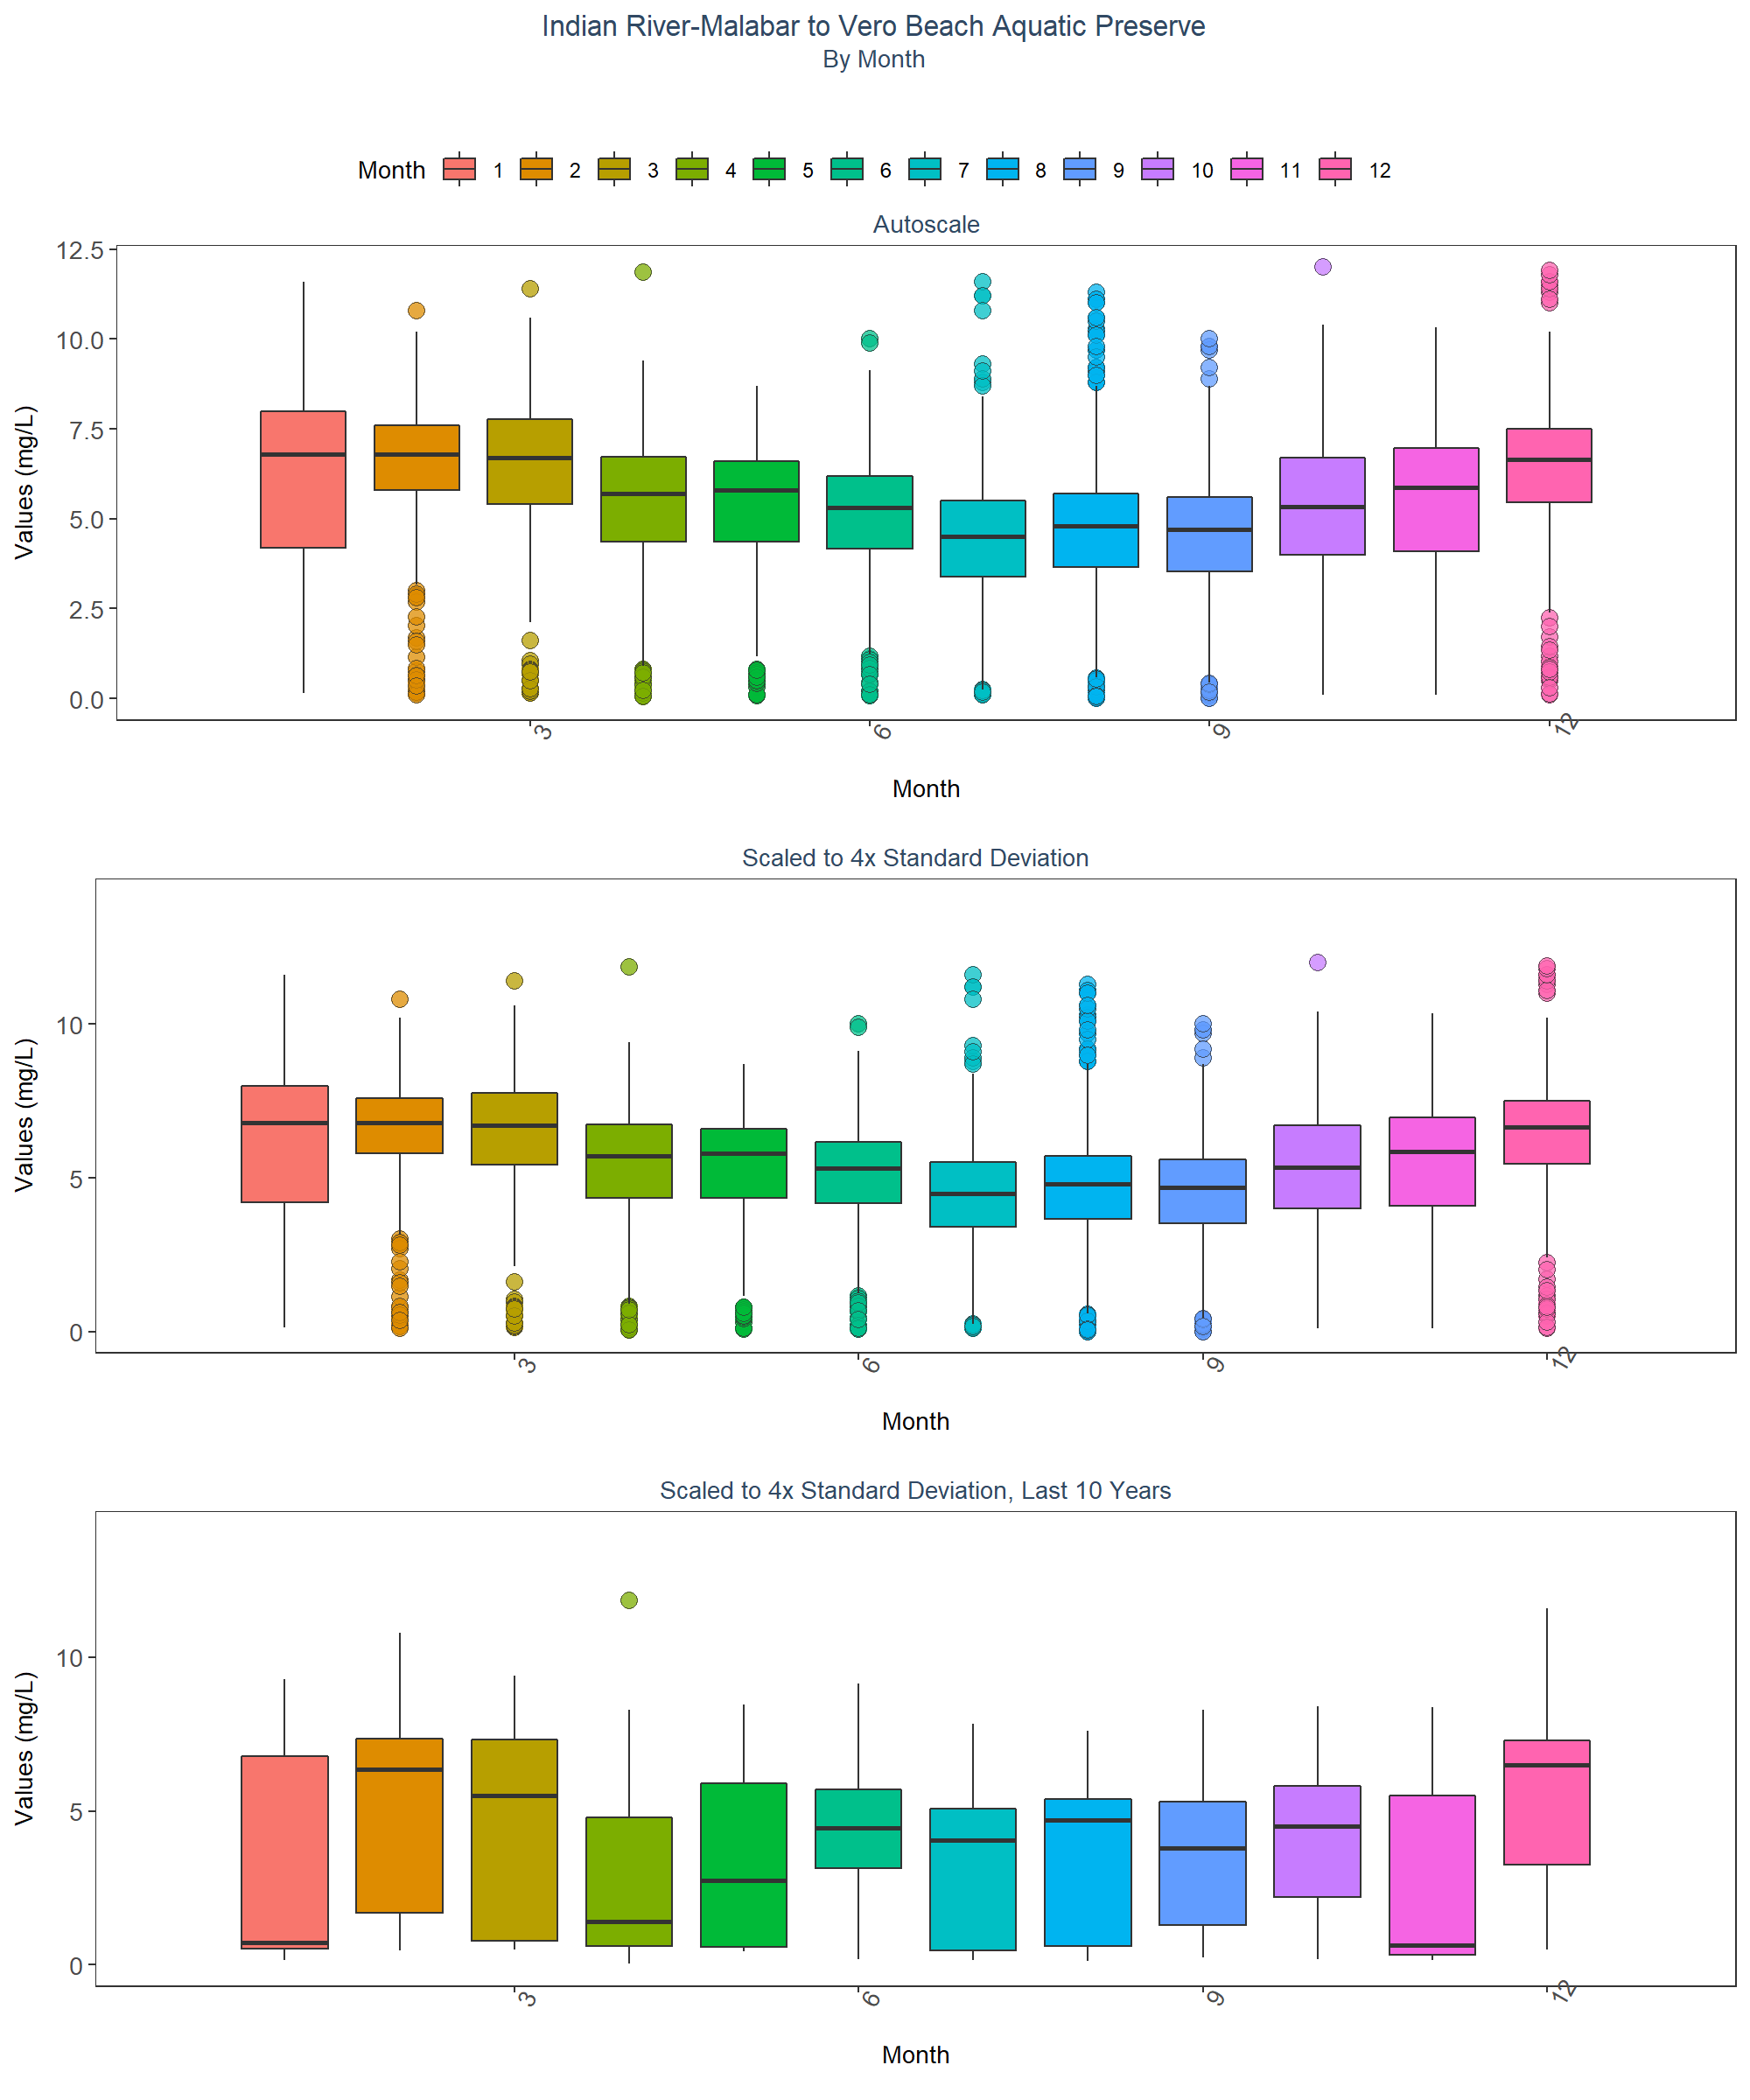 Indian River-Malabar to Vero Beach Aquatic Preserve
By Month
Month 1 2 3 4 5 6 7 8 9 10 11 12
Autoscale
Values (mg/L)
12.5
10.0
7.5
5.0
2.5
0.0
3 6 9 12
Month
Scaled to 4x Standard Deviation
Values (mg/L)
10
5
0
3 6 9 12
Month
Scaled to 4x Standard Deviation, Last 10 Years
Values (mg/L)
10
5
0
3 6 9 12
Month